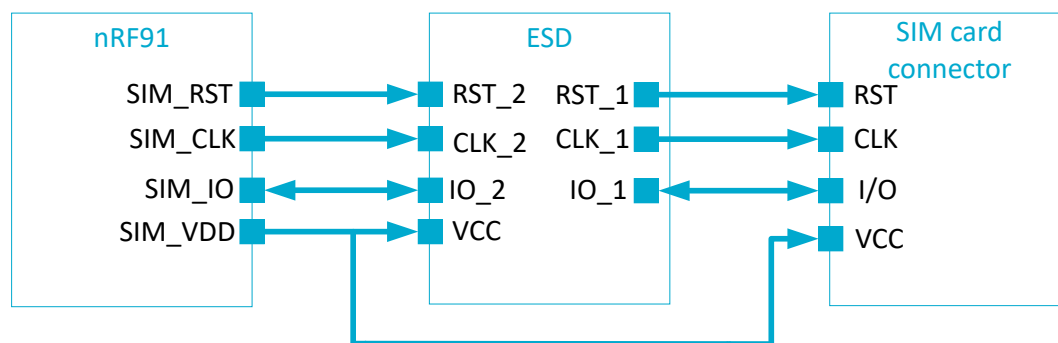 nRF91
SIM_RST
SIM_CLK
SIM_IO
SIM_VDD
ESD
RST_2
CLK_2
IO_2
VCC
RST_1
CLK_1
IO_1
SIM card
connector
RST
CLK
I/O
VCC